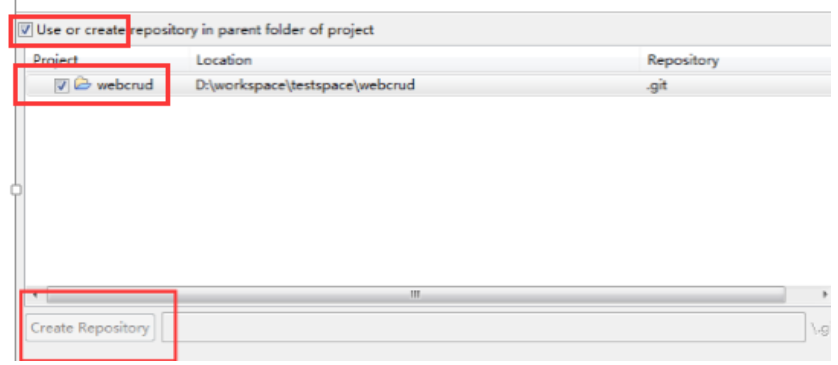 Use or create repository in parent folder of project
Project Location Repository
webcrud D:\workspace\testspace\webcrud .git
Create Repository \.g